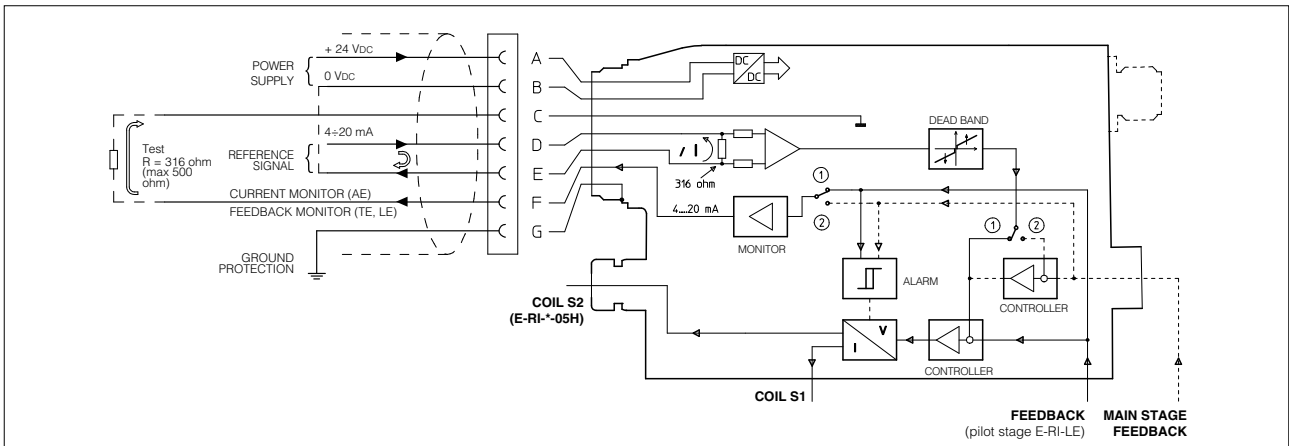 + 24 VDC
POWER
SUPPLY
0 VDC
4÷20 mA
REFERENCE
SIGNAL
Test
R = 316 ohm
(max 500
ohm)
CURRENT MONITOR (AE)
FEEDBACK MONITOR (TE, LE)
GROUND
PROTECTION
A
B
C
D
E
F
G
DC
DC
DEAD BAND
I
316 ohm
4....20 mA
1
2
MONITOR
1
2
ALARM
CONTROLLER
COIL S2
(E-RI-*-05H)
V
I
CONTROLLER
COIL S1
FEEDBACK
(pilot stage E-RI-LE)
MAIN STAGE
FEEDBACK